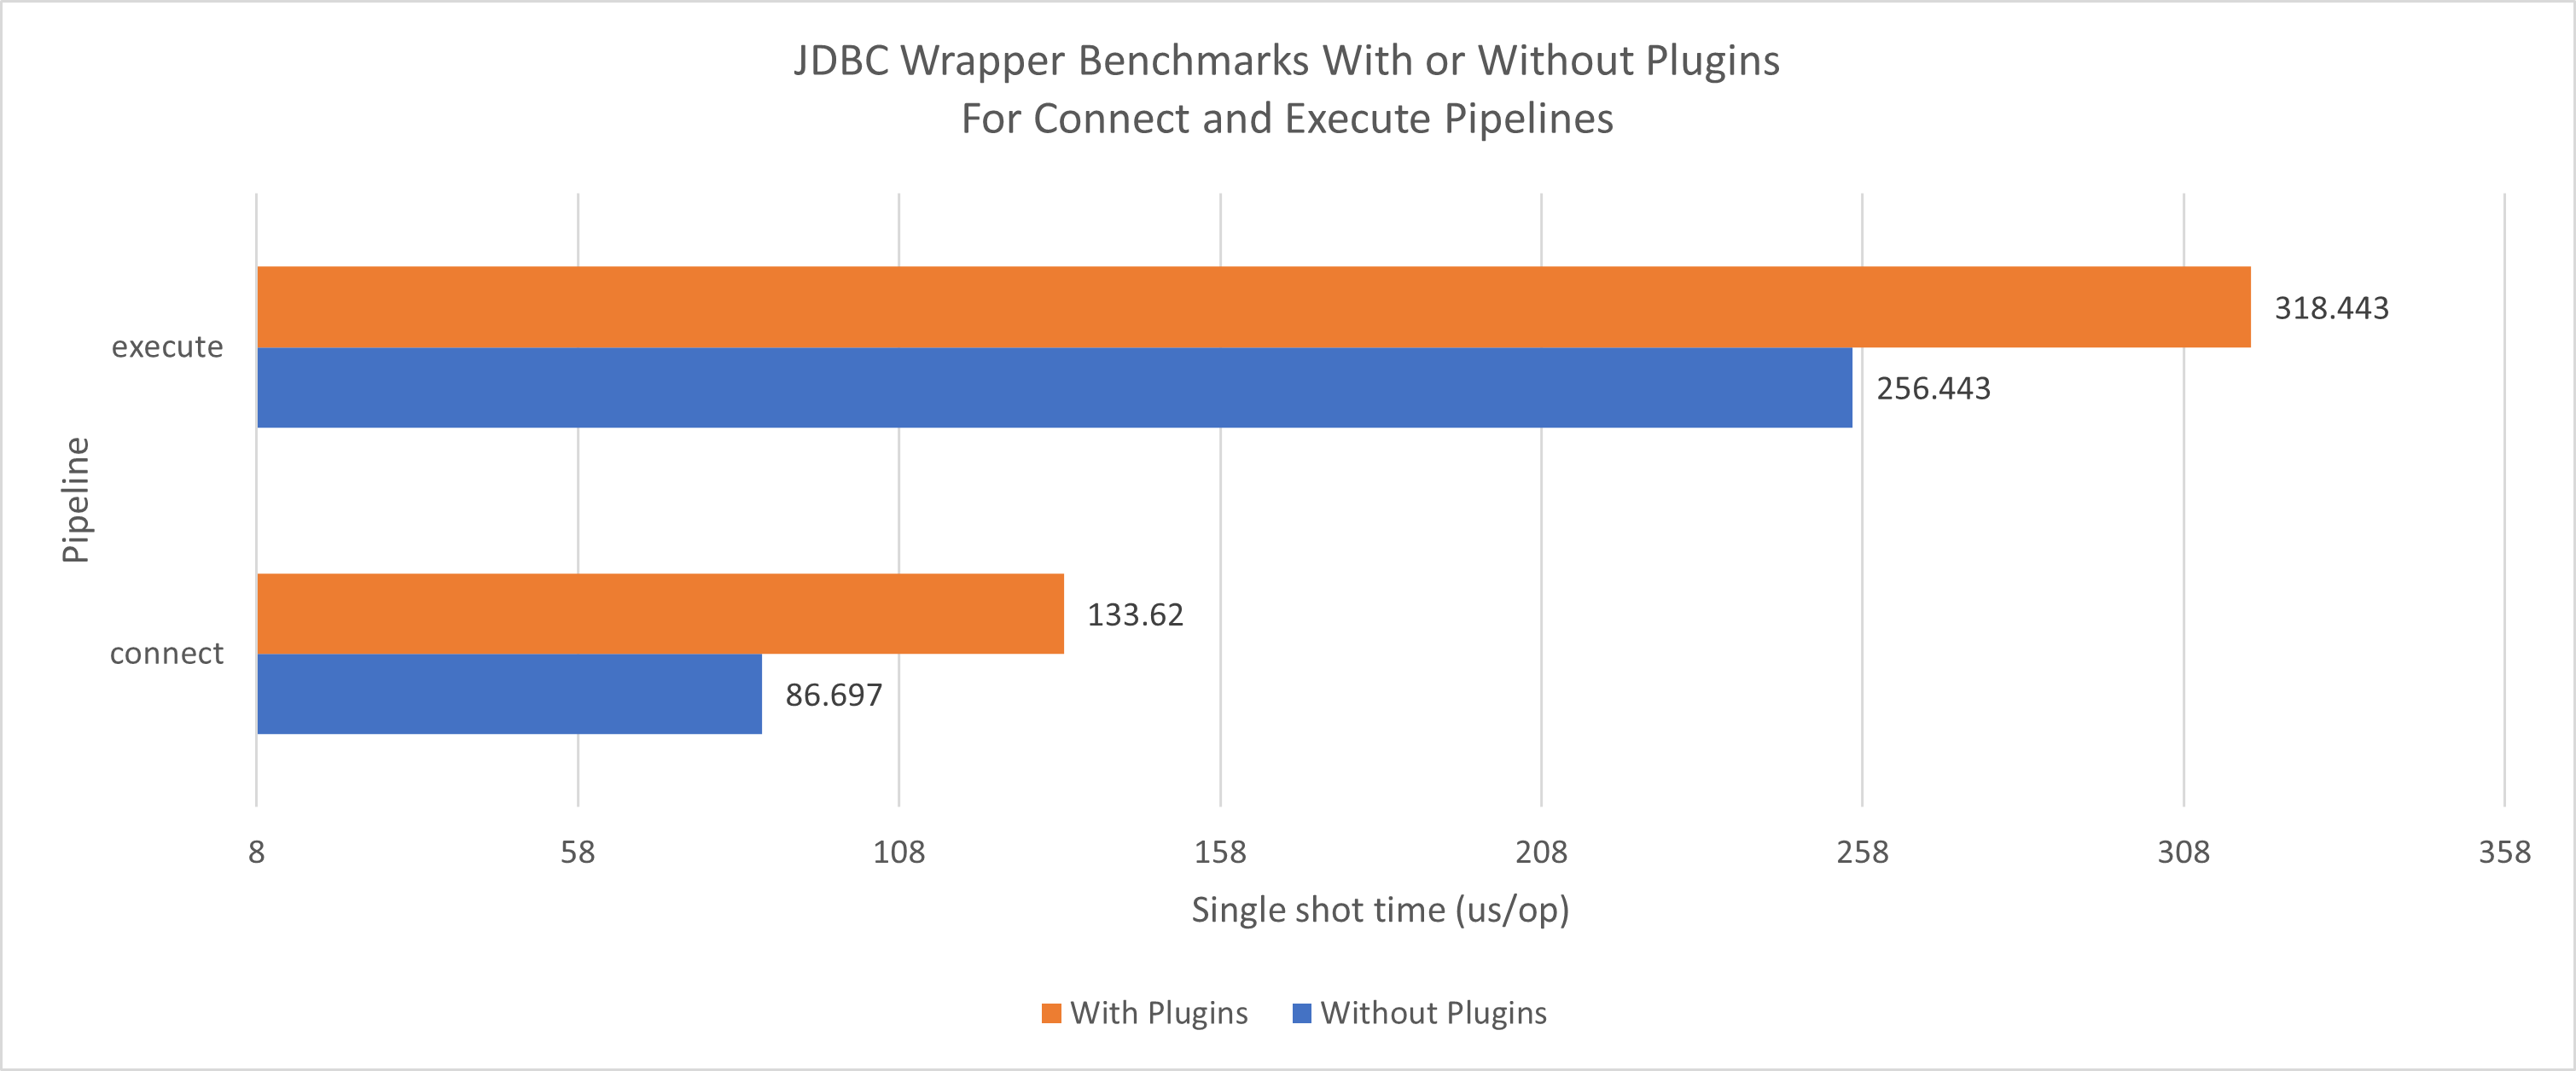 JDBC Wrapper Benchmarks With or Without Plugins
For Connect and Execute Pipelines
Pipeline
execute
318.443
256.443
connect
133.62
86.697
8 58 108 158 208 258 308 358
Single shot time (us/op)
With Plugins Without Plugins